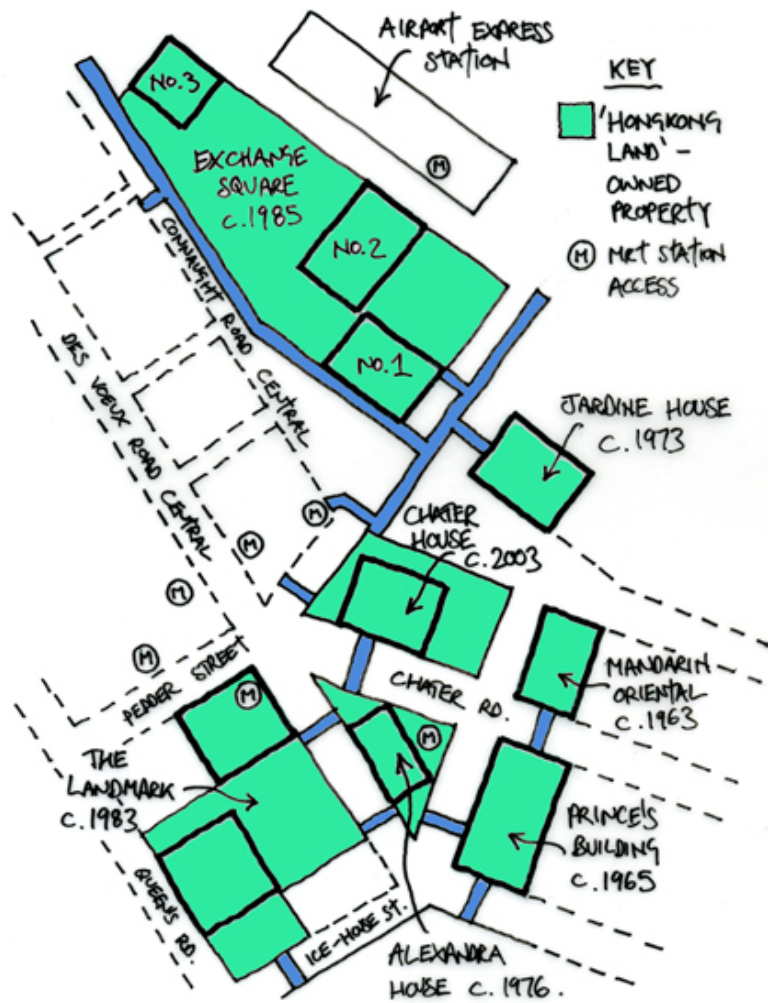 AIRPORT EXPRESS
STATION
KEY
'HONGKONG
LAND' -
OWNED
PROPERTY
M MRT STATION
ACCESS
No.3
EXCHANGE
SQUARE
c.1985
M
No.2
No.1
CONNAUGHT ROAD CENTRAL
DES VOEUX ROAD CENTRAL
JARDINE HOUSE
c.1973
M
M
M
M
CHATER
HOUSE
c.2003
PEDDER STREET
M
CHATER RD.
M
MANDARIN
ORIENTAL
c.1963
THE
LANDMARK
c.1983
PRINCE'S
BUILDING
c.1965
QUEEN'S RD.
ICE-HOUSE ST.
ALEXANDRA
HOUSE c.1976.